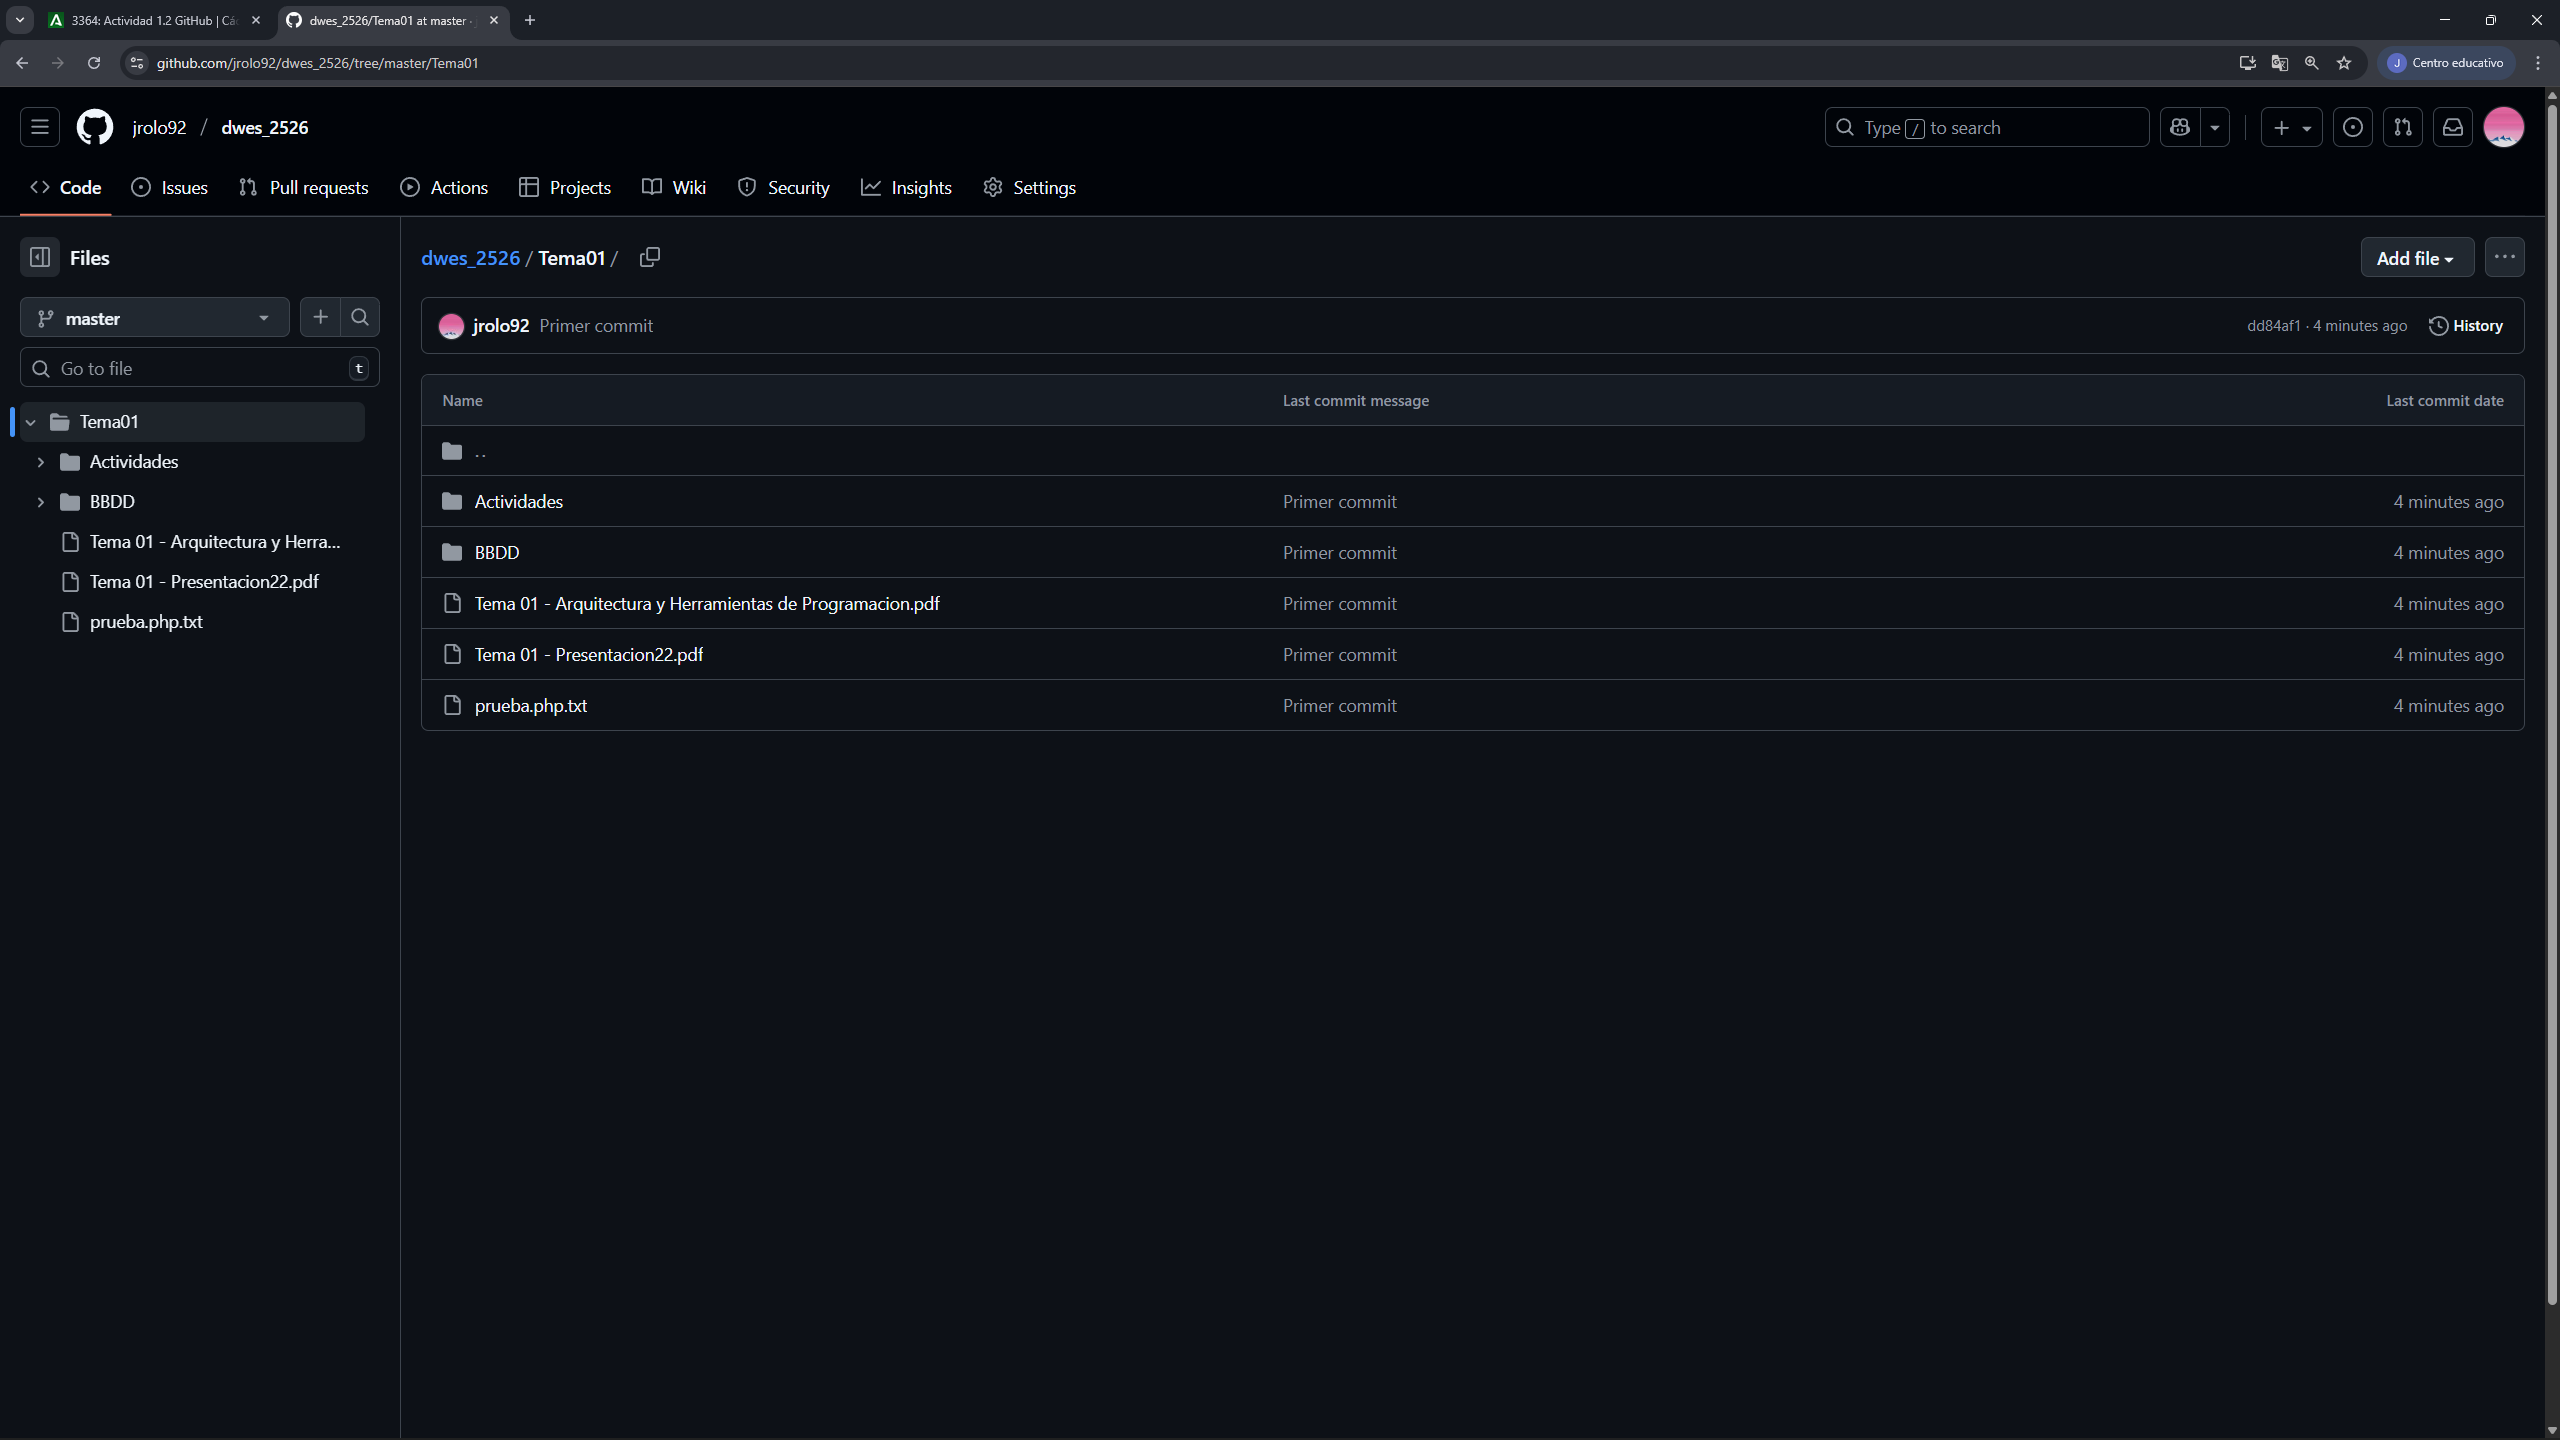 3364: Actividad 1.2 GitHub | Các
dwes_2526/Tema01 at master ·
github.com/jrolo92/dwes_2526/tree/master/Tema01
J Centro educativo
jrolo92 / dwes_2526
Type / to search
Code Issues Pull requests Actions Projects Wiki Security Insights Settings
Files
dwes_2526 / Tema01 /
Add file
master
jrolo92 Primer commit
dd84af1 · 4 minutes ago History
Go to file t
Name Last commit message Last commit date
Tema01
Actividades
BBDD
Tema 01 - Arquitectura y Herra...
Tema 01 - Presentacion22.pdf
prueba.php.txt
..
Actividades Primer commit 4 minutes ago
BBDD Primer commit 4 minutes ago
Tema 01 - Arquitectura y Herramientas de Programacion.pdf Primer commit 4 minutes ago
Tema 01 - Presentacion22.pdf Primer commit 4 minutes ago
prueba.php.txt Primer commit 4 minutes ago